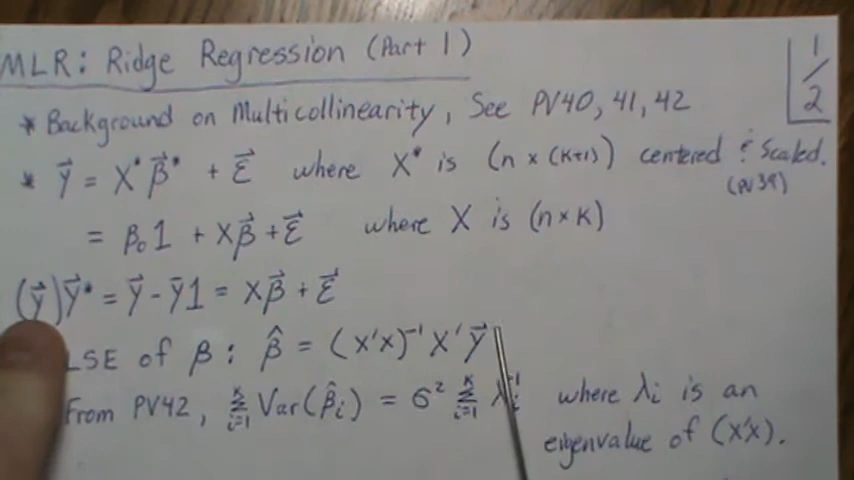 MLR: Ridge Regression (Part 1)
1/2
* Background on Multicollinearity, See PV40, 41, 42
* Y⃗ = X* β⃗* + ε⃗ where X* is (n x (K+1)) centered & Scaled.
(PV39)
= β₀1 + Xβ⃗ + ε⃗ where X is (n x K)
(Y⃗)Y⃗* = Y⃗ - Ȳ1 = Xβ⃗ + ε⃗
LSE of β: β̂ = (X'X)⁻¹ X' Y⃗
From PV42, Σᵢ₌₁ᴷ Var(β̂ᵢ) = σ² Σᵢ₌₁ᴷ λᵢ⁻¹ where λi is an
eigenvalue of (X'X).